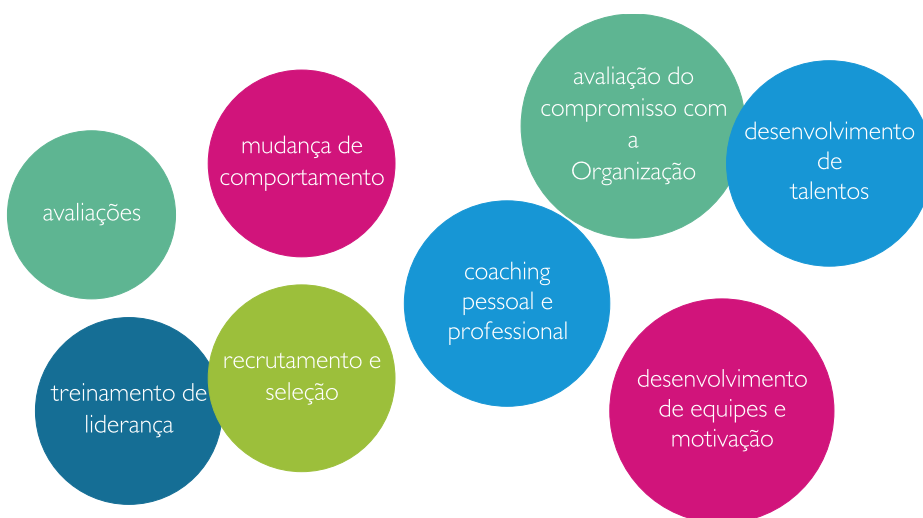 avaliações
mudança de
comportamento
avaliação do
compromisso com
a
Organização
desenvolvimento
de
talentos
coaching
pessoal e
professional
treinamento de
liderança
recrutamento e
seleção
desenvolvimento
de equipes e
motivação